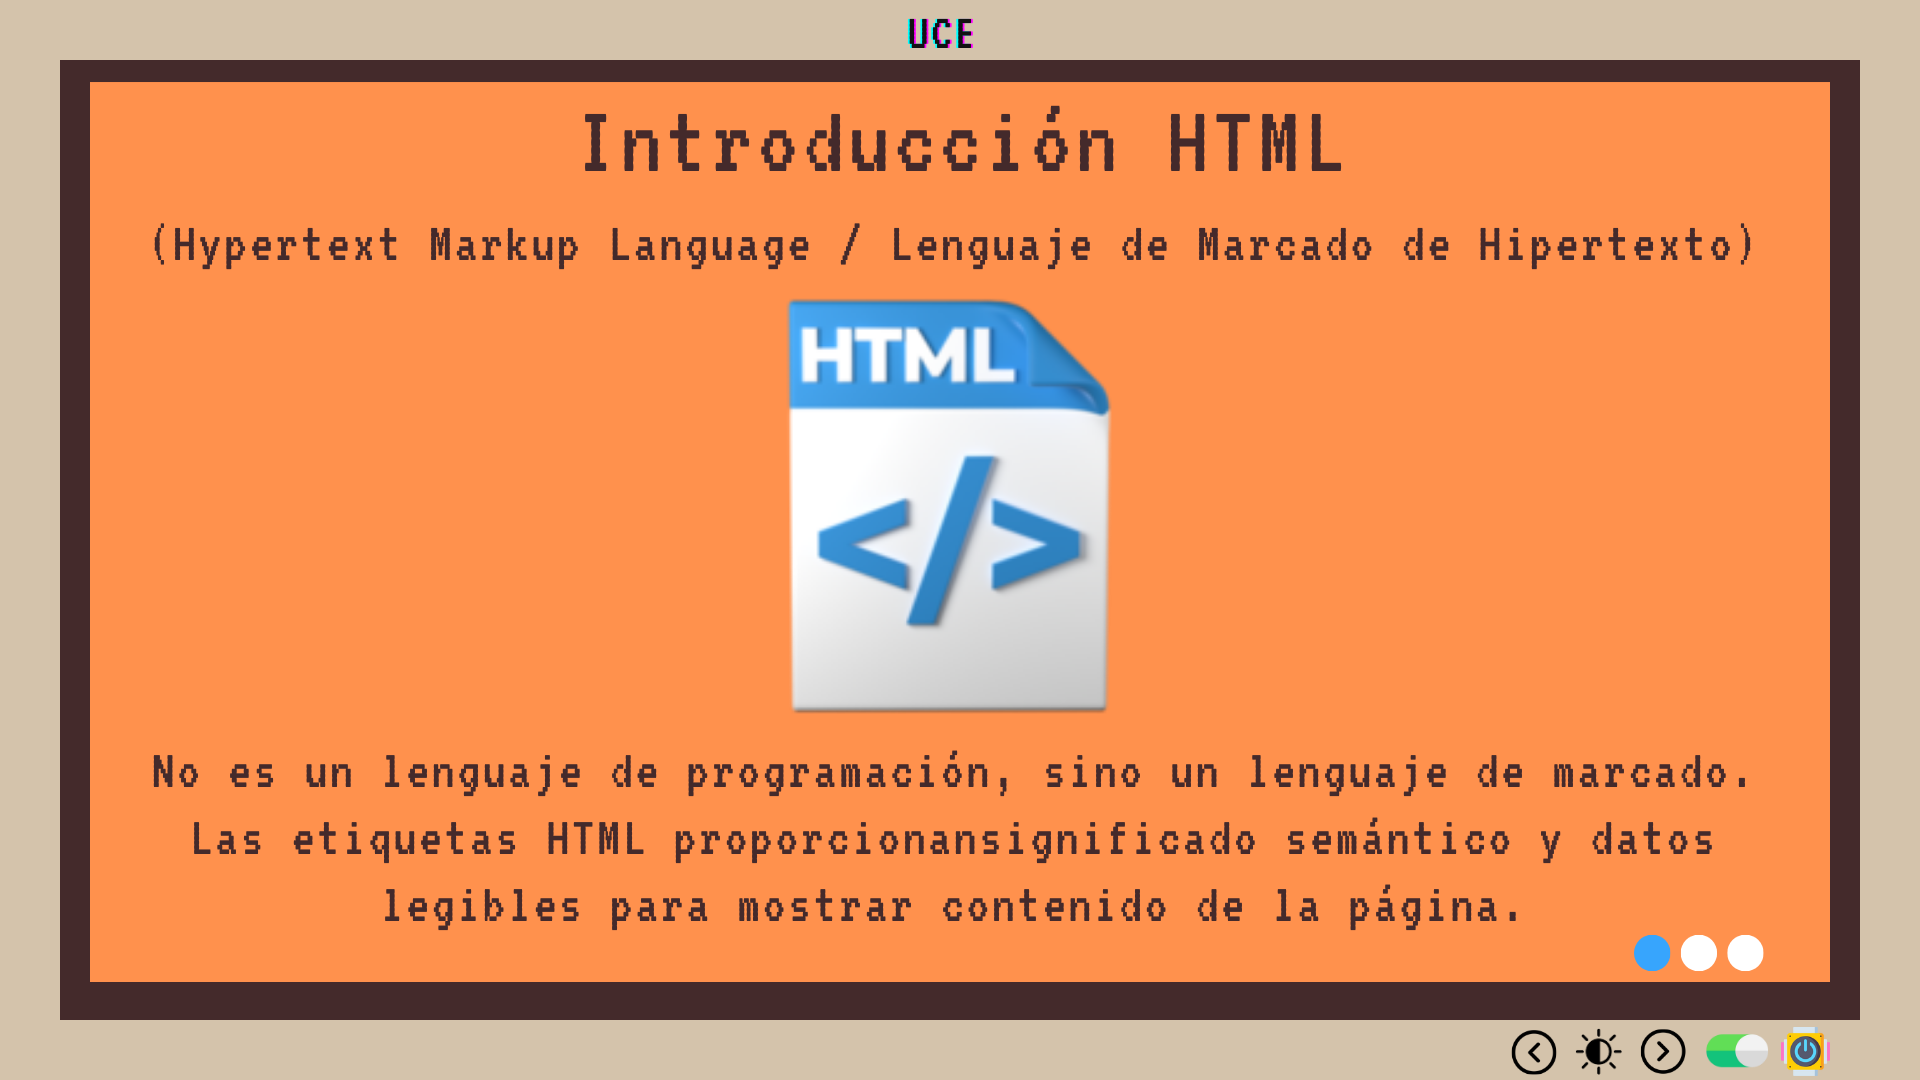 UCE
Introducción HTML
(Hypertext Markup Language / Lenguaje de Marcado de Hipertexto)
HTML
</>
No es un lenguaje de programación, sino un lenguaje de marcado.
Las etiquetas HTML proporcionansignificado semántico y datos
legibles para mostrar contenido de la página.